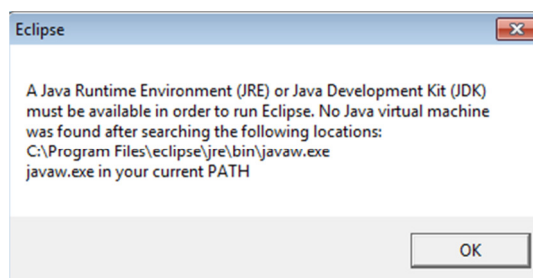 Eclipse
A Java Runtime Environment (JRE) or Java Development Kit (JDK)
must be available in order to run Eclipse. No Java virtual machine
was found after searching the following locations:
C:\Program Files\eclipse\jre\bin\javaw.exe
javaw.exe in your current PATH
OK